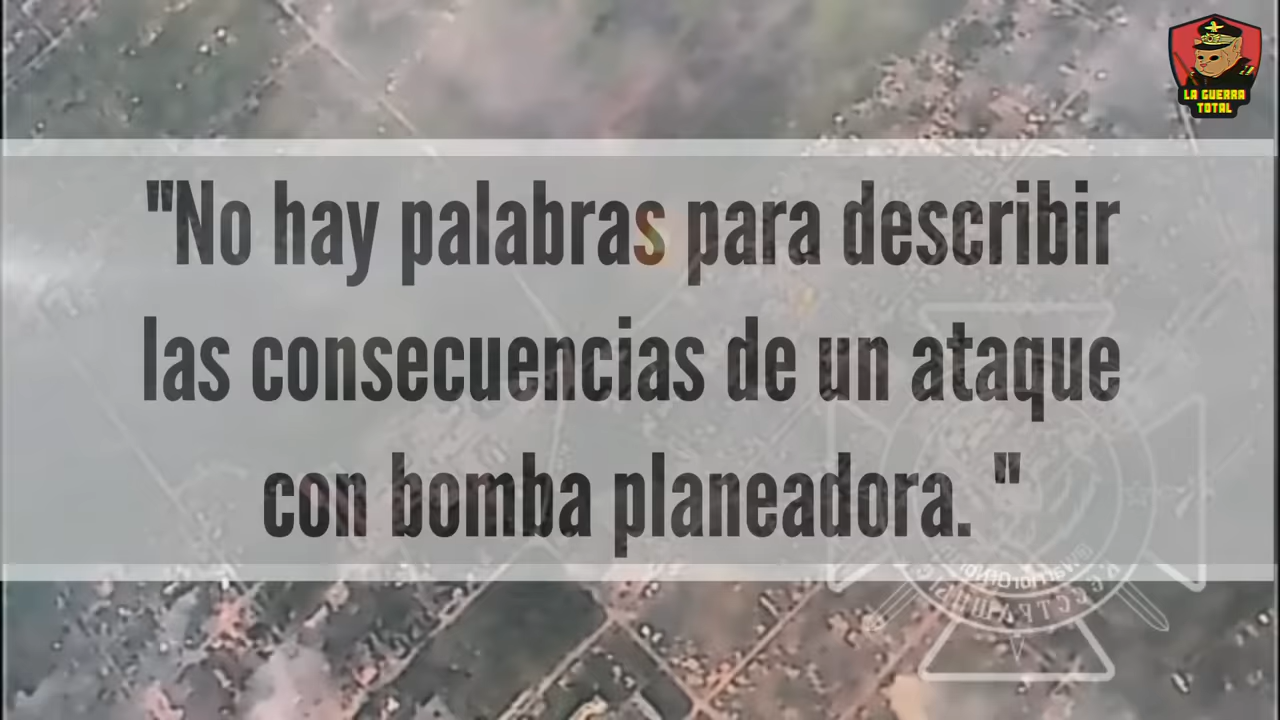 LA GUERRA
TOTAL
"No hay palabras para describir
las consecuencias de un ataque
con bomba planeadora. "